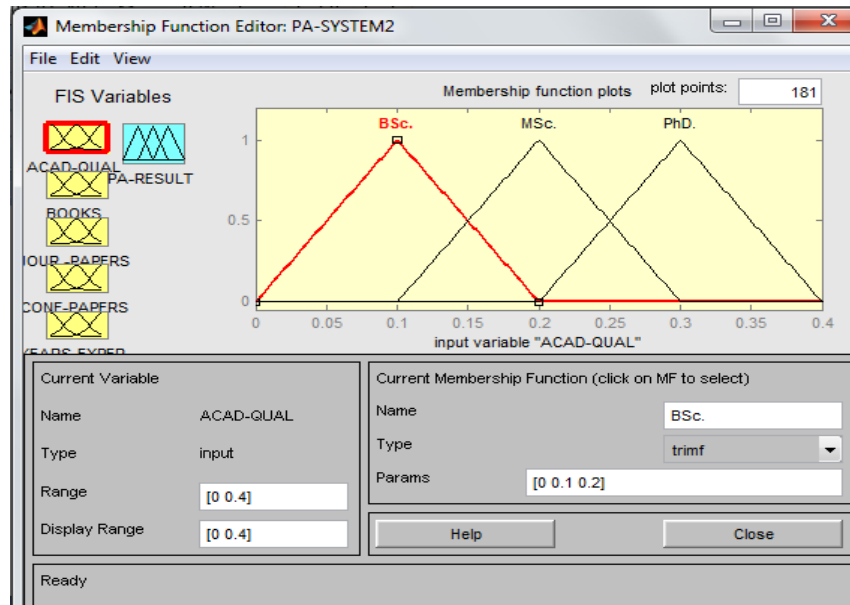 Membership Function Editor: PA-SYSTEM2
File Edit View
FIS Variables
Membership function plots
plot points:
181
ACAD-QUAL
PA-RESULT
BOOKS
JOUR.-PAPERS
CONF-PAPERS
YEARS-EXPER
BSc.
MSc.
PhD.
1
0.5
0
0 0.05 0.1 0.15 0.2 0.25 0.3 0.35 0.4
input variable "ACAD-QUAL"
Current Variable
Name ACAD-QUAL
Type input
Range [0 0.4]
Display Range [0 0.4]
Current Membership Function (click on MF to select)
Name BSc.
Type trimf
Params [0 0.1 0.2]
Help Close
Ready